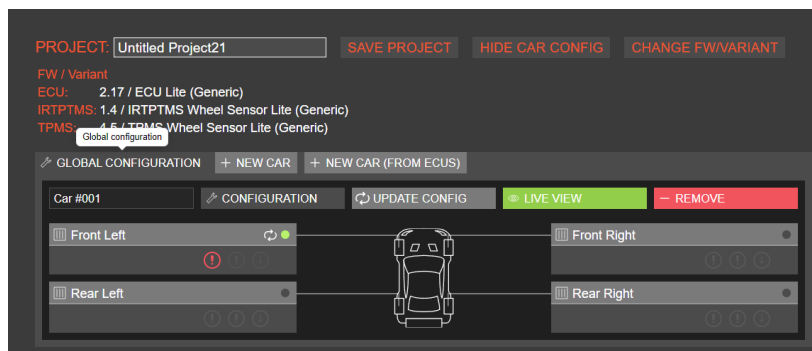 PROJECT: Untitled Project21 SAVE PROJECT HIDE CAR CONFIG CHANGE FW/VARIANT
FW / Variant
ECU: 2.17 / ECU Lite (Generic)
IRTPTMS: 1.4 / IRTPTMS Wheel Sensor Lite (Generic)
TPMS: 4.5 / TPMS Wheel Sensor Lite (Generic)
Global configuration
GLOBAL CONFIGURATION + NEW CAR + NEW CAR (FROM ECUS)
Car #001 CONFIGURATION UPDATE CONFIG LIVE VIEW − REMOVE
Front Left Front Right
Rear Left Rear Right